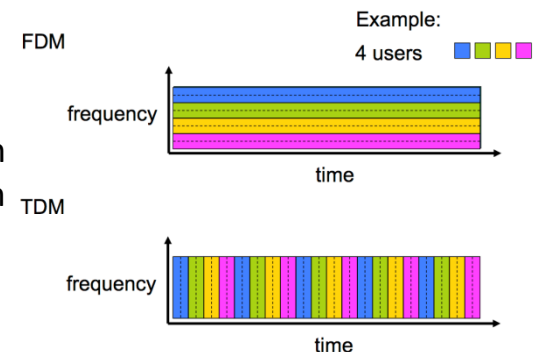 Example:
FDM
4 users
frequency
time
n
n
TDM
frequency
time